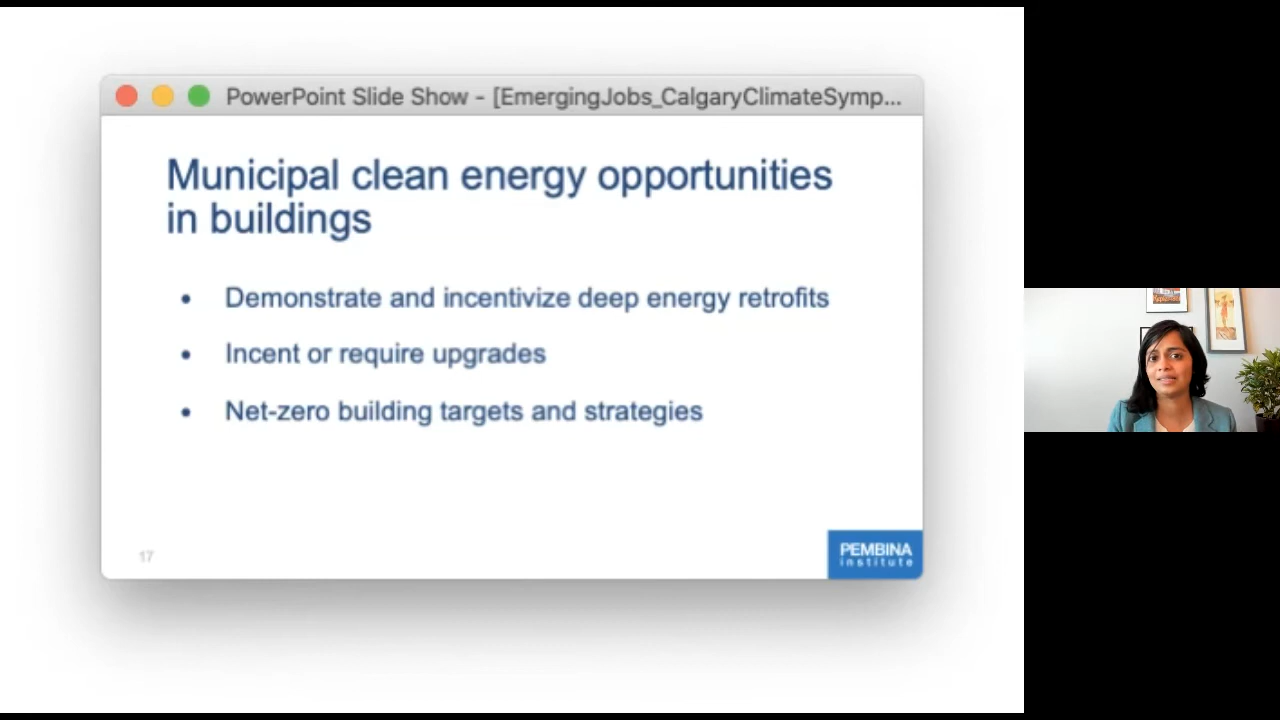 PowerPoint Slide Show - [EmergingJobs_CalgaryClimateSymp...
Municipal clean energy opportunities
in buildings
• Demonstrate and incentivize deep energy retrofits
• Incent or require upgrades
• Net-zero building targets and strategies
17
PEMBINA
institute